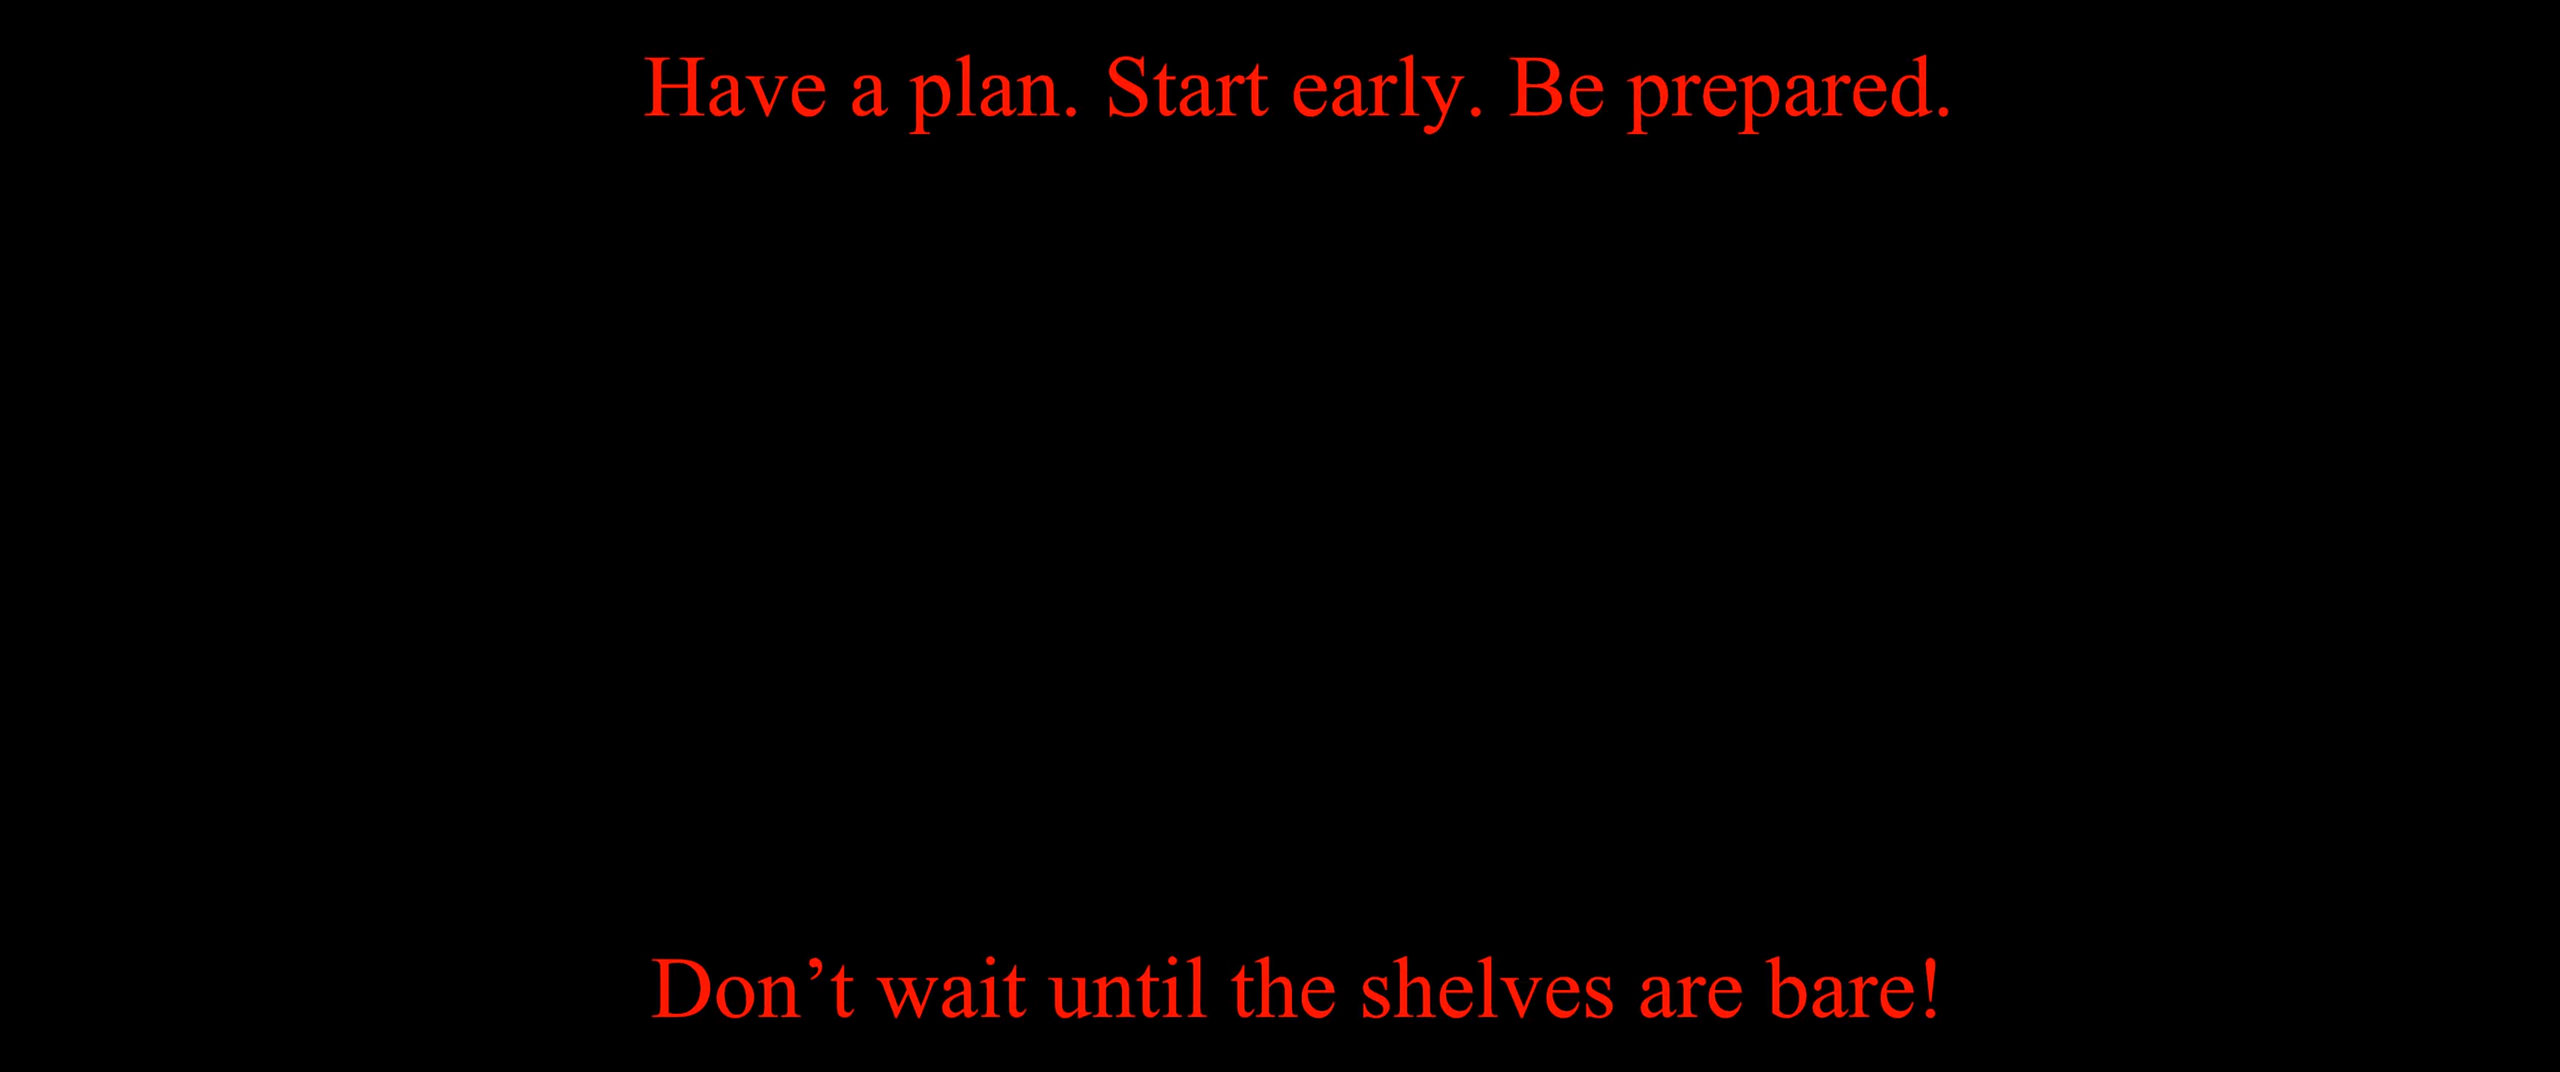 Have a plan. Start early. Be prepared.
Don’t wait until the shelves are bare!